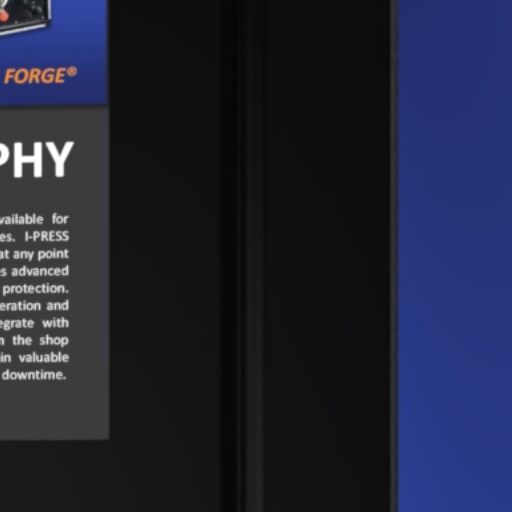 FORGE®
PHY
vailable for
es. I-PRESS
at any point
s advanced
protection.
eration and
egrate with
the shop
in valuable
downtime.